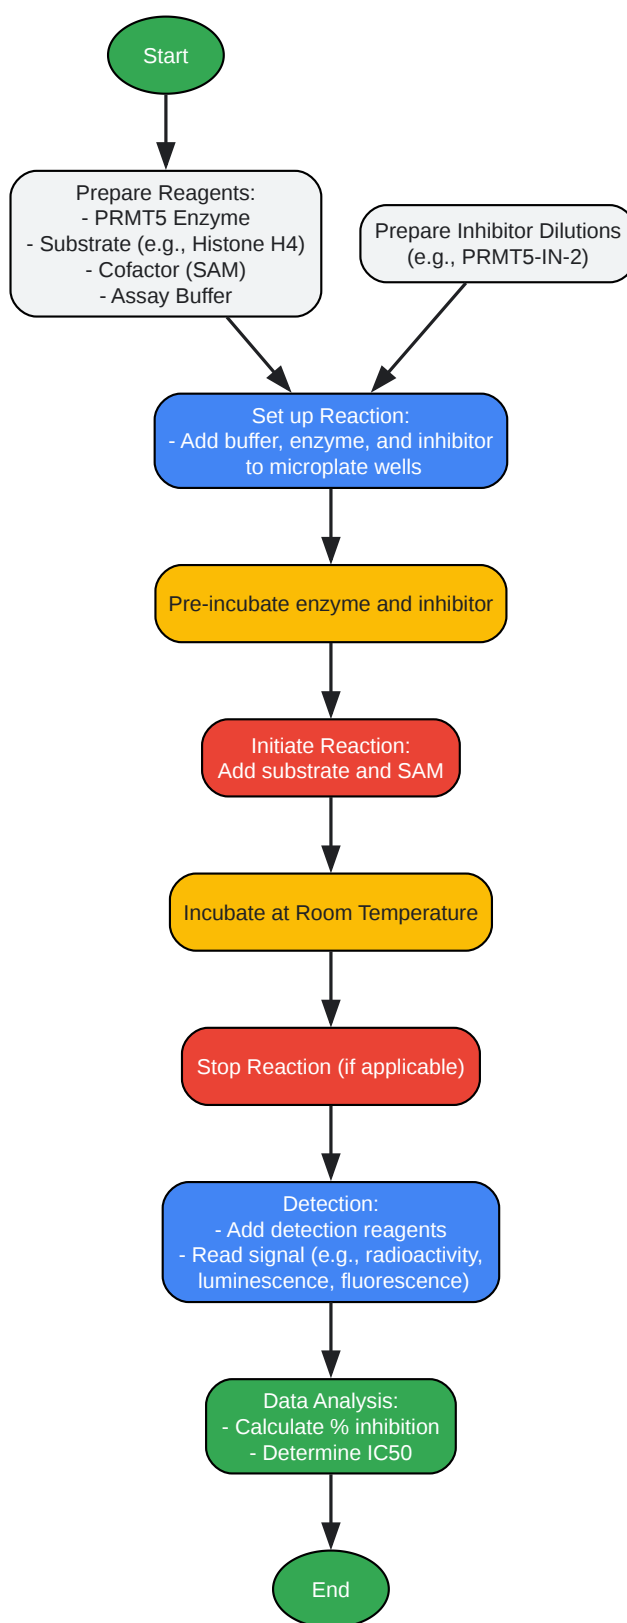 Start
Prepare Reagents:
- PRMT5 Enzyme
- Substrate (e.g., Histone H4)
- Cofactor (SAM)
- Assay Buffer
Prepare Inhibitor Dilutions
(e.g., PRMT5-IN-2)
Set up Reaction:
- Add buffer, enzyme, and inhibitor
to microplate wells
Pre-incubate enzyme and inhibitor
Initiate Reaction:
Add substrate and SAM
Incubate at Room Temperature
Stop Reaction (if applicable)
Detection:
- Add detection reagents
- Read signal (e.g., radioactivity,
luminescence, fluorescence)
Data Analysis:
- Calculate % inhibition
- Determine IC50
End